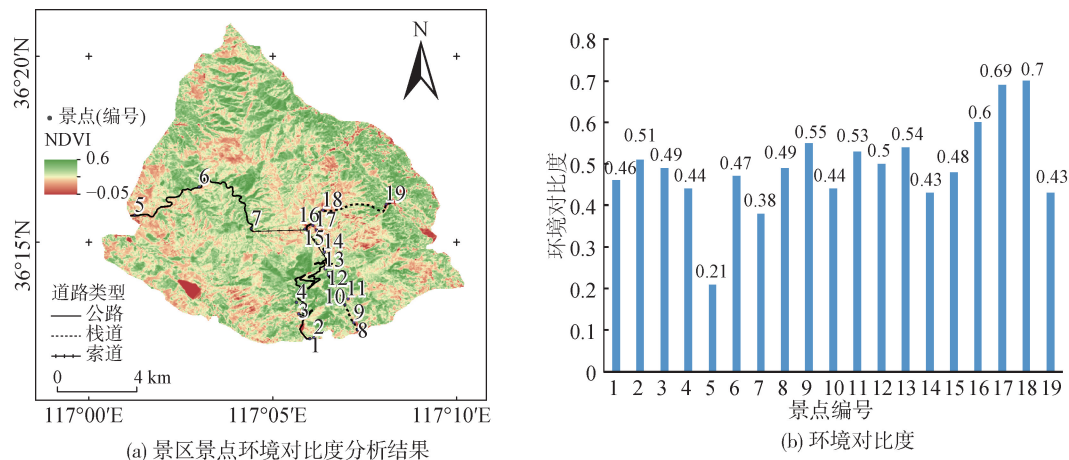 N
36°20′N
36°15′N
景点(编号)
NDVI
0.6
−0.05
5
6
7
16
17
18
19
15
14
13
12
11
10
9
8
4
3
2
1
道路类型
公路
栈道
索道
0 4 km
117°00′E 117°05′E 117°10′E
(a) 景区景点环境对比度分析结果
环境对比度
0.8
0.7
0.6
0.5
0.4
0.3
0.2
0.1
0
0.46 0.51 0.49 0.44 0.21 0.47 0.38 0.49 0.55 0.44 0.53 0.5 0.54 0.43 0.48 0.6 0.69 0.7 0.43
1 2 3 4 5 6 7 8 9 10 11 12 13 14 15 16 17 18 19
景点编号
(b) 环境对比度